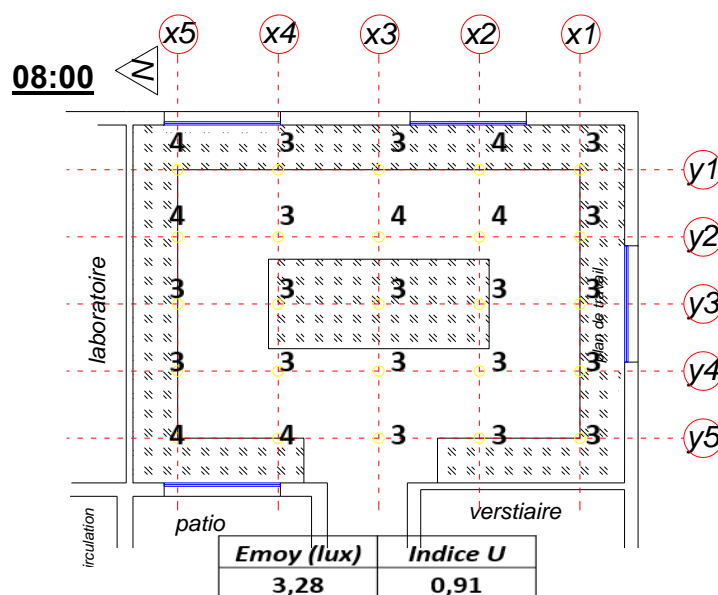 x5 x4 x3 x2 x1
08:00 N
4 3 3 4 3
y1
4 3 4 4 3
y2
3 3 3 3 3
y3
laboratoire
plan de travail
3 3 3 3 3
y4
4 4 3 3 3
y5
irculation
patio
verstiaire
Emoy (lux) Indice U
3,28 0,91